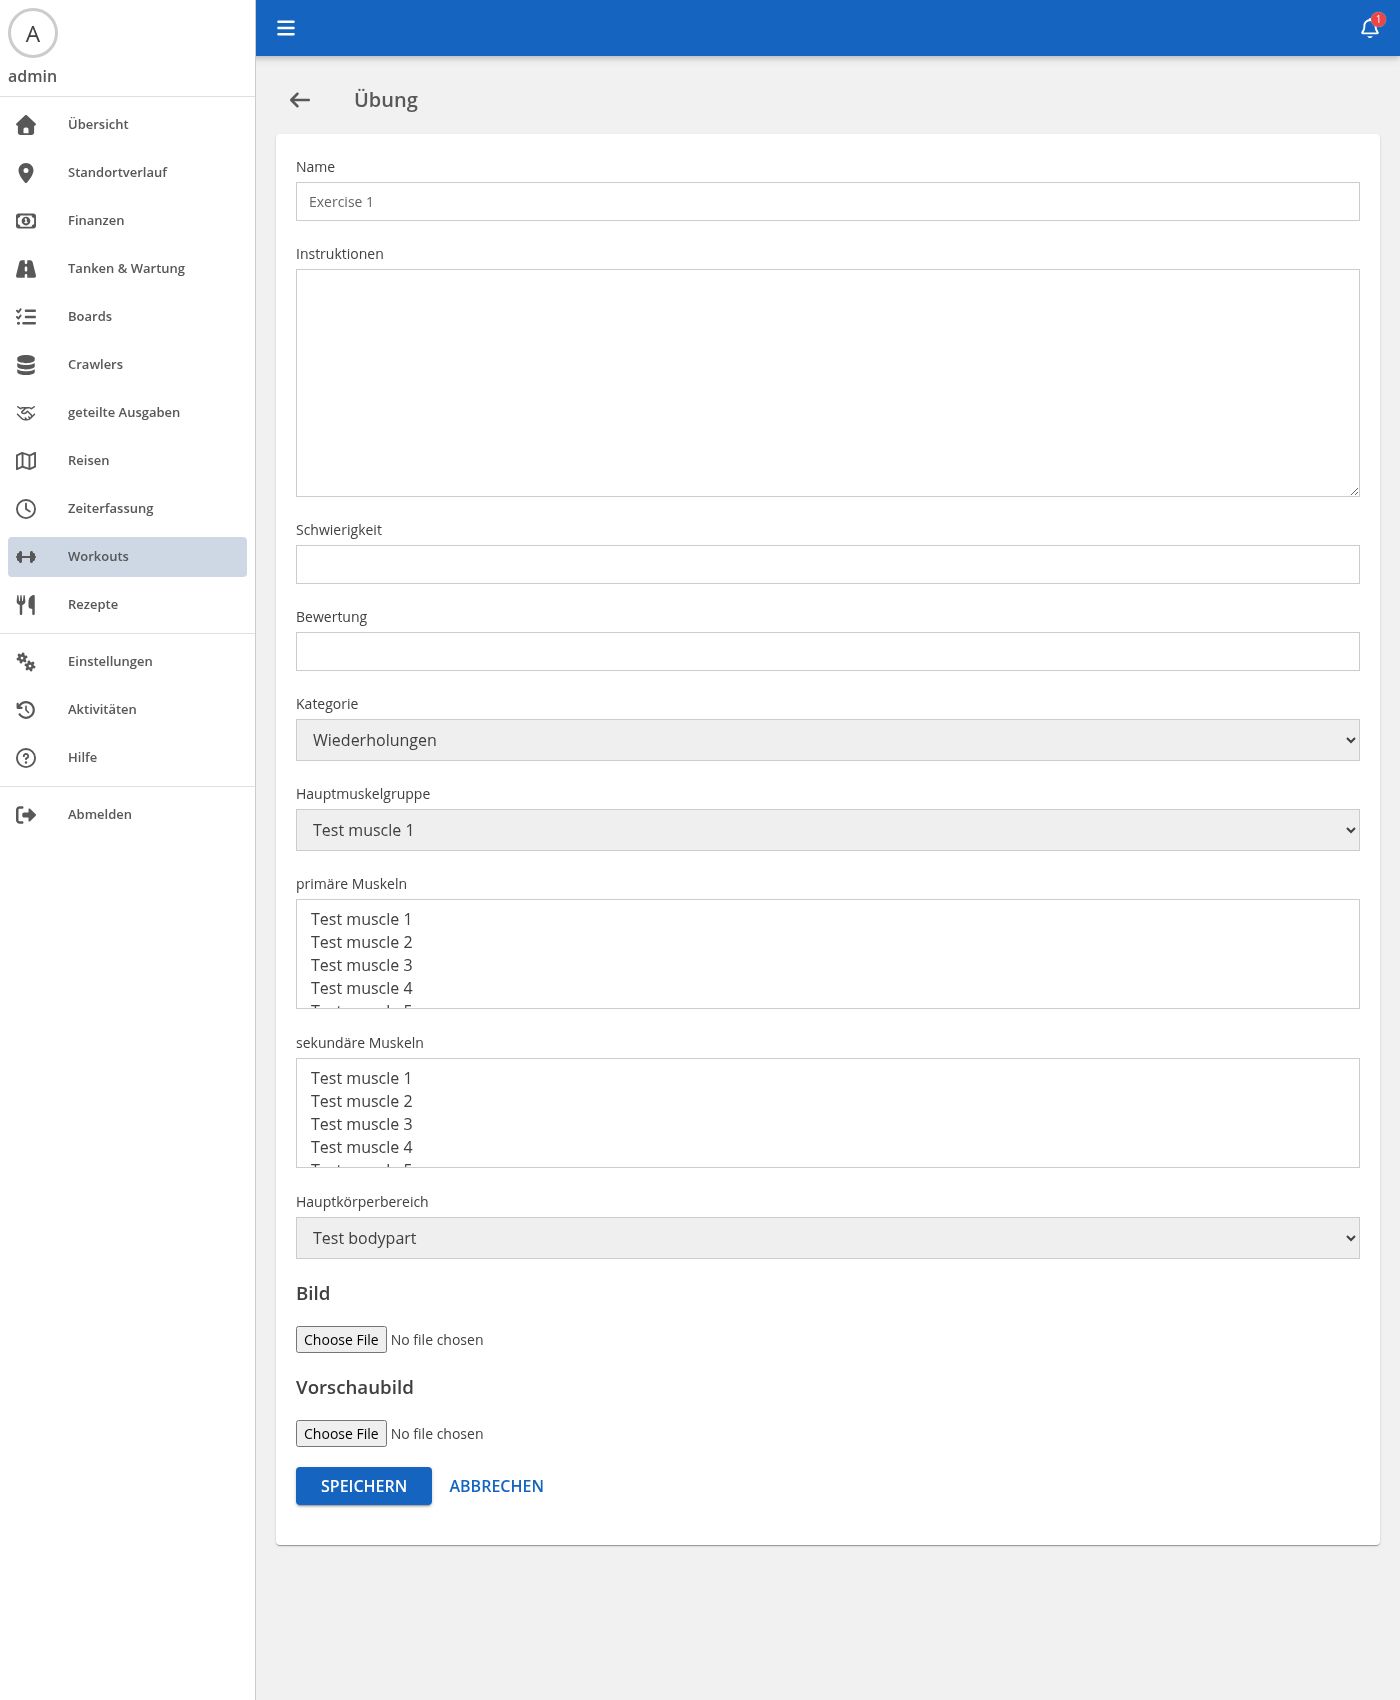 A
admin
Übersicht
Standortverlauf
Finanzen
Tanken & Wartung
Boards
Crawlers
geteilte Ausgaben
Reisen
Zeiterfassung
Workouts
Rezepte
Einstellungen
Aktivitäten
Hilfe
Abmelden
1
Übung
Name
Exercise 1
Instruktionen
Schwierigkeit
Bewertung
Kategorie
Wiederholungen
Hauptmuskelgruppe
Test muscle 1
primäre Muskeln
Test muscle 1
Test muscle 2
Test muscle 3
Test muscle 4
sekundäre Muskeln
Test muscle 1
Test muscle 2
Test muscle 3
Test muscle 4
Hauptkörperbereich
Test bodypart
Bild
Choose File No file chosen
Vorschaubild
Choose File No file chosen
SPEICHERN ABBRECHEN